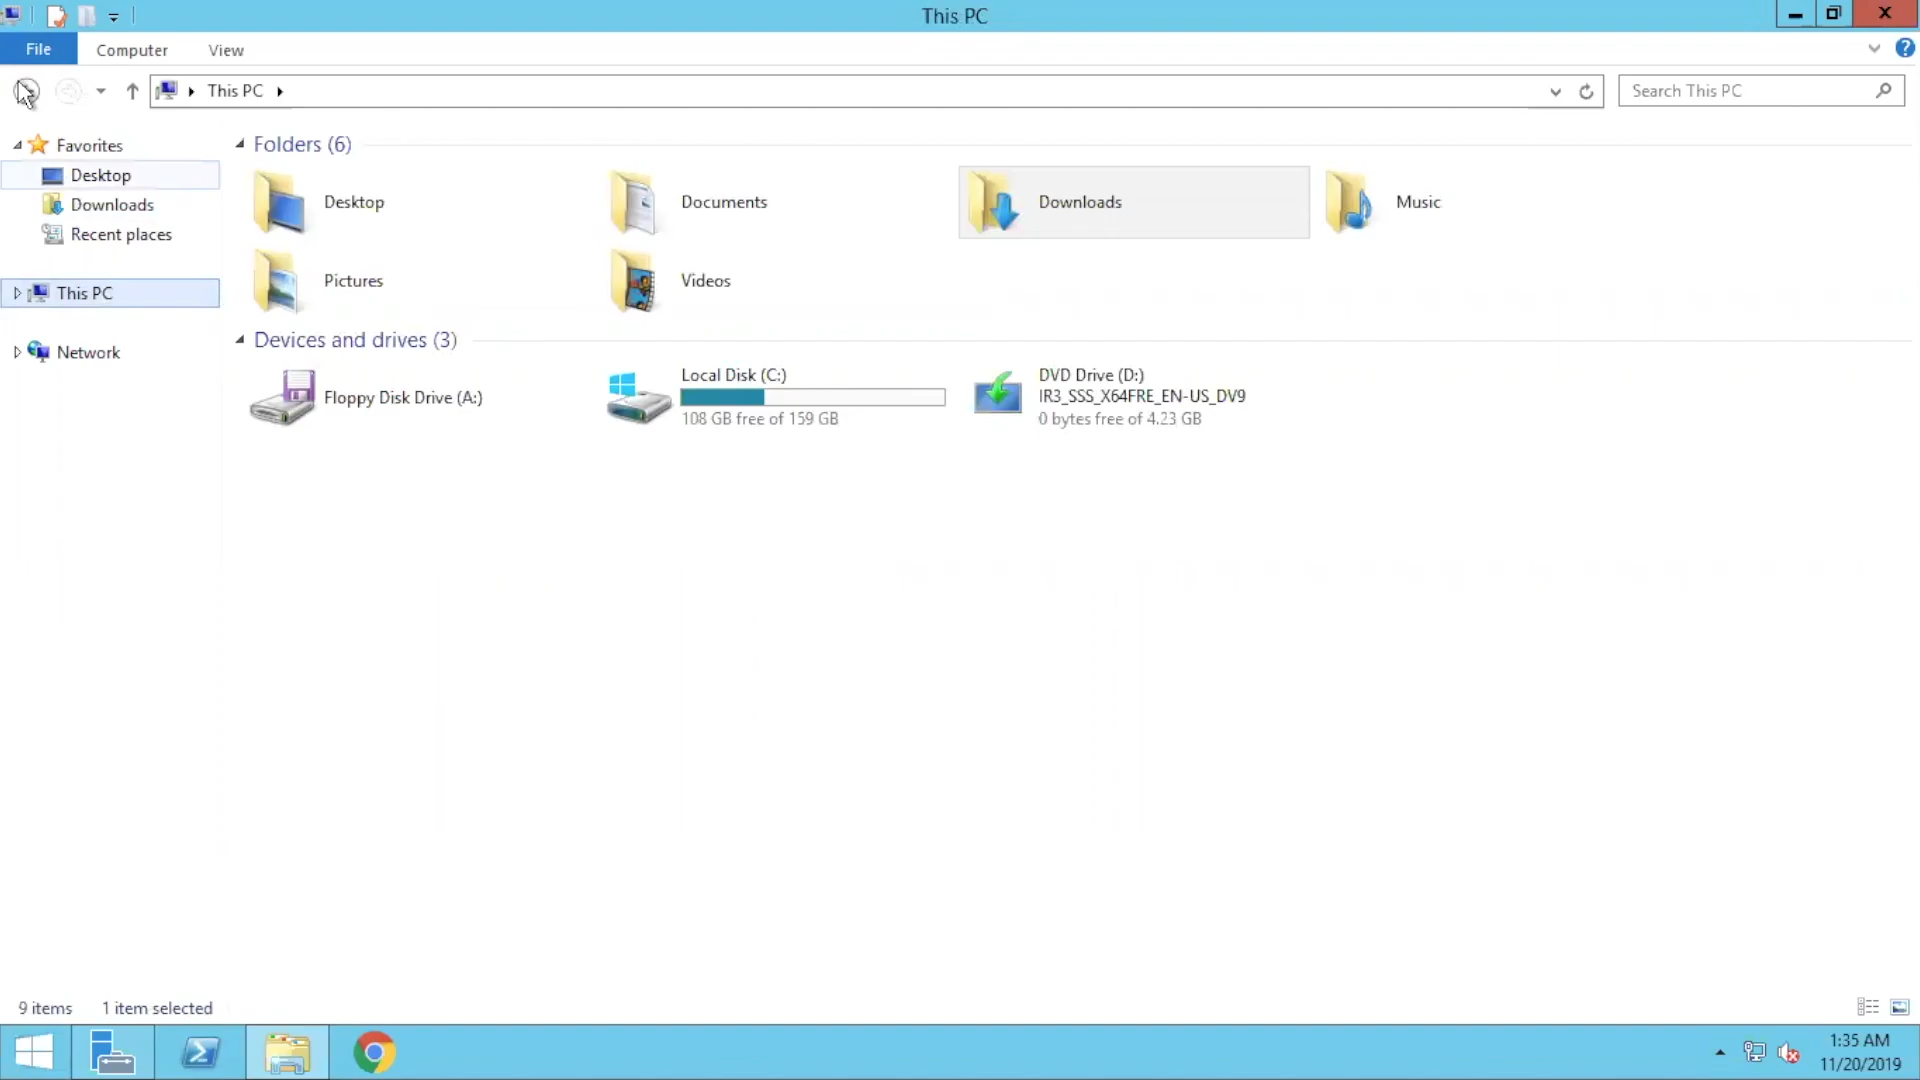 This PC
File Computer View
This PC
Search This PC
Favorites
Desktop
Downloads
Recent places
This PC
Network
Folders (6)
Desktop
Documents
Downloads
Music
Pictures
Videos
Devices and drives (3)
Floppy Disk Drive (A:)
Local Disk (C:)
108 GB free of 159 GB
DVD Drive (D:)
IR3_SSS_X64FRE_EN-US_DV9
0 bytes free of 4.23 GB
9 items 1 item selected
1:35 AM
11/20/2019